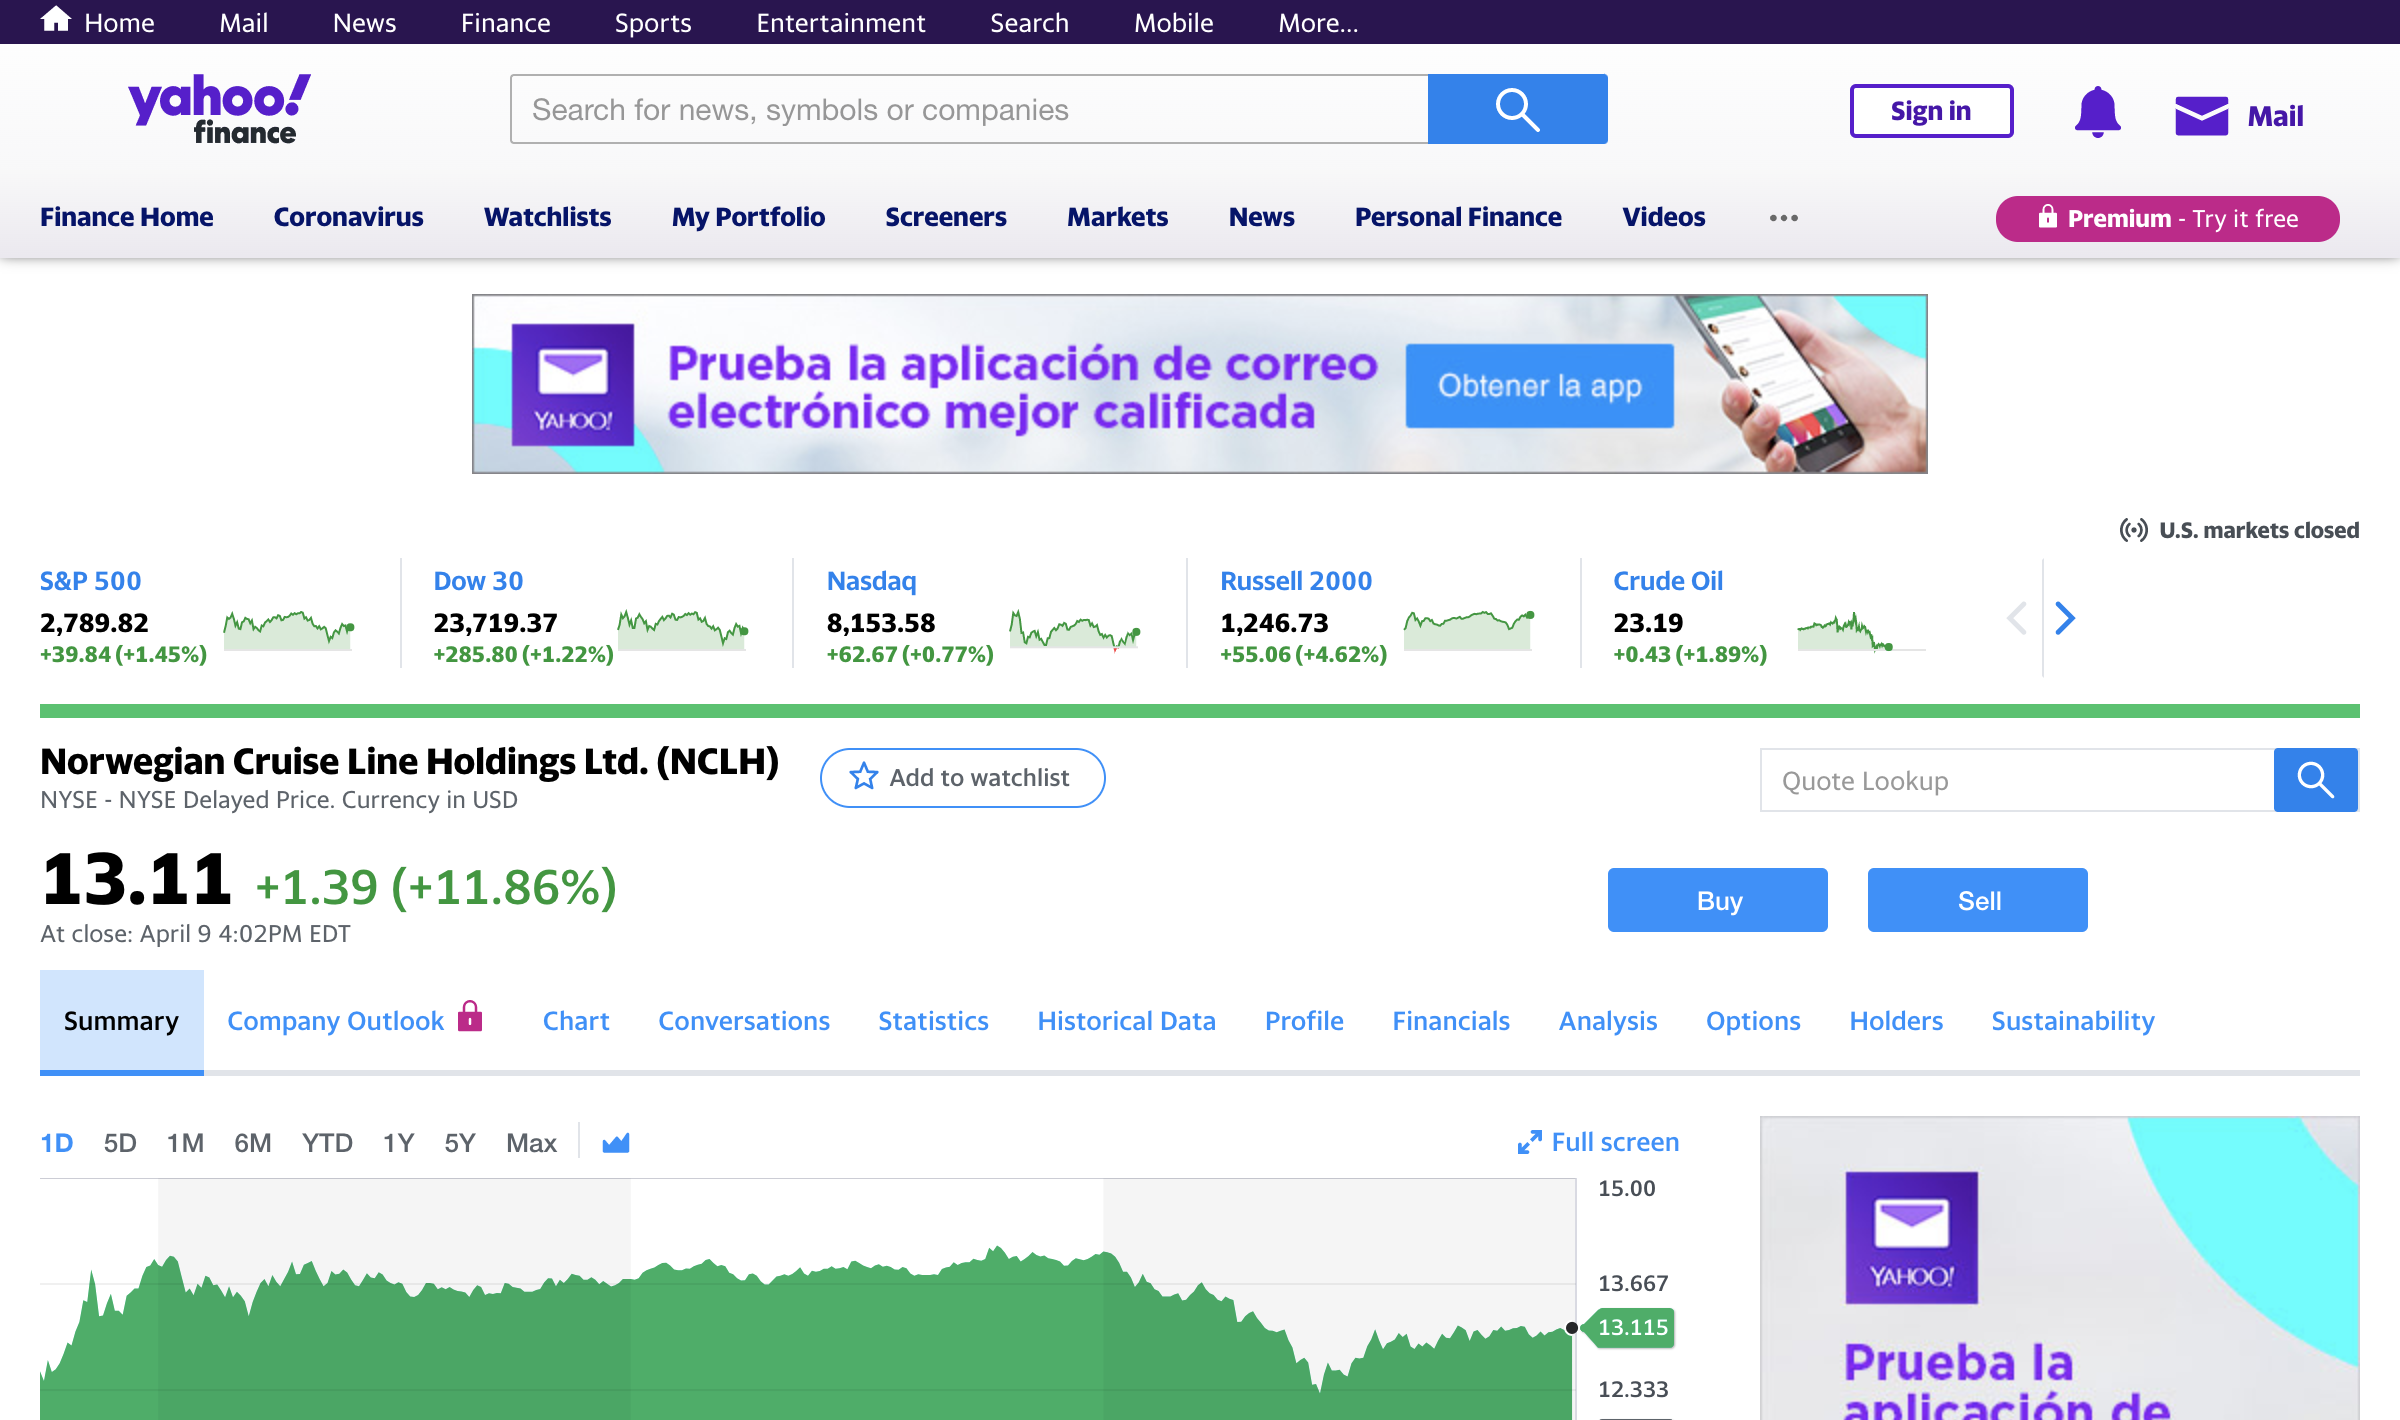 Home Mail News Finance Sports Entertainment Search Mobile More...
yahoo!
finance
Search for news, symbols or companies
Sign in
Mail
Finance Home Coronavirus Watchlists My Portfolio Screeners Markets News Personal Finance Videos •••
Premium - Try it free
YAHOO!
Prueba la aplicación de correo
electrónico mejor calificada
Obtener la app
U.S. markets closed
S&P 500
2,789.82
+39.84 (+1.45%)
Dow 30
23,719.37
+285.80 (+1.22%)
Nasdaq
8,153.58
+62.67 (+0.77%)
Russell 2000
1,246.73
+55.06 (+4.62%)
Crude Oil
23.19
+0.43 (+1.89%)
Norwegian Cruise Line Holdings Ltd. (NCLH)
NYSE - NYSE Delayed Price. Currency in USD
Add to watchlist
Quote Lookup
13.11 +1.39 (+11.86%)
At close: April 9 4:02PM EDT
Buy
Sell
Summary Company Outlook Chart Conversations Statistics Historical Data Profile Financials Analysis Options Holders Sustainability
1D 5D 1M 6M YTD 1Y 5Y Max
Full screen
15.00
13.667
13.115
12.333
YAHOO!
Prueba la
aplicación de